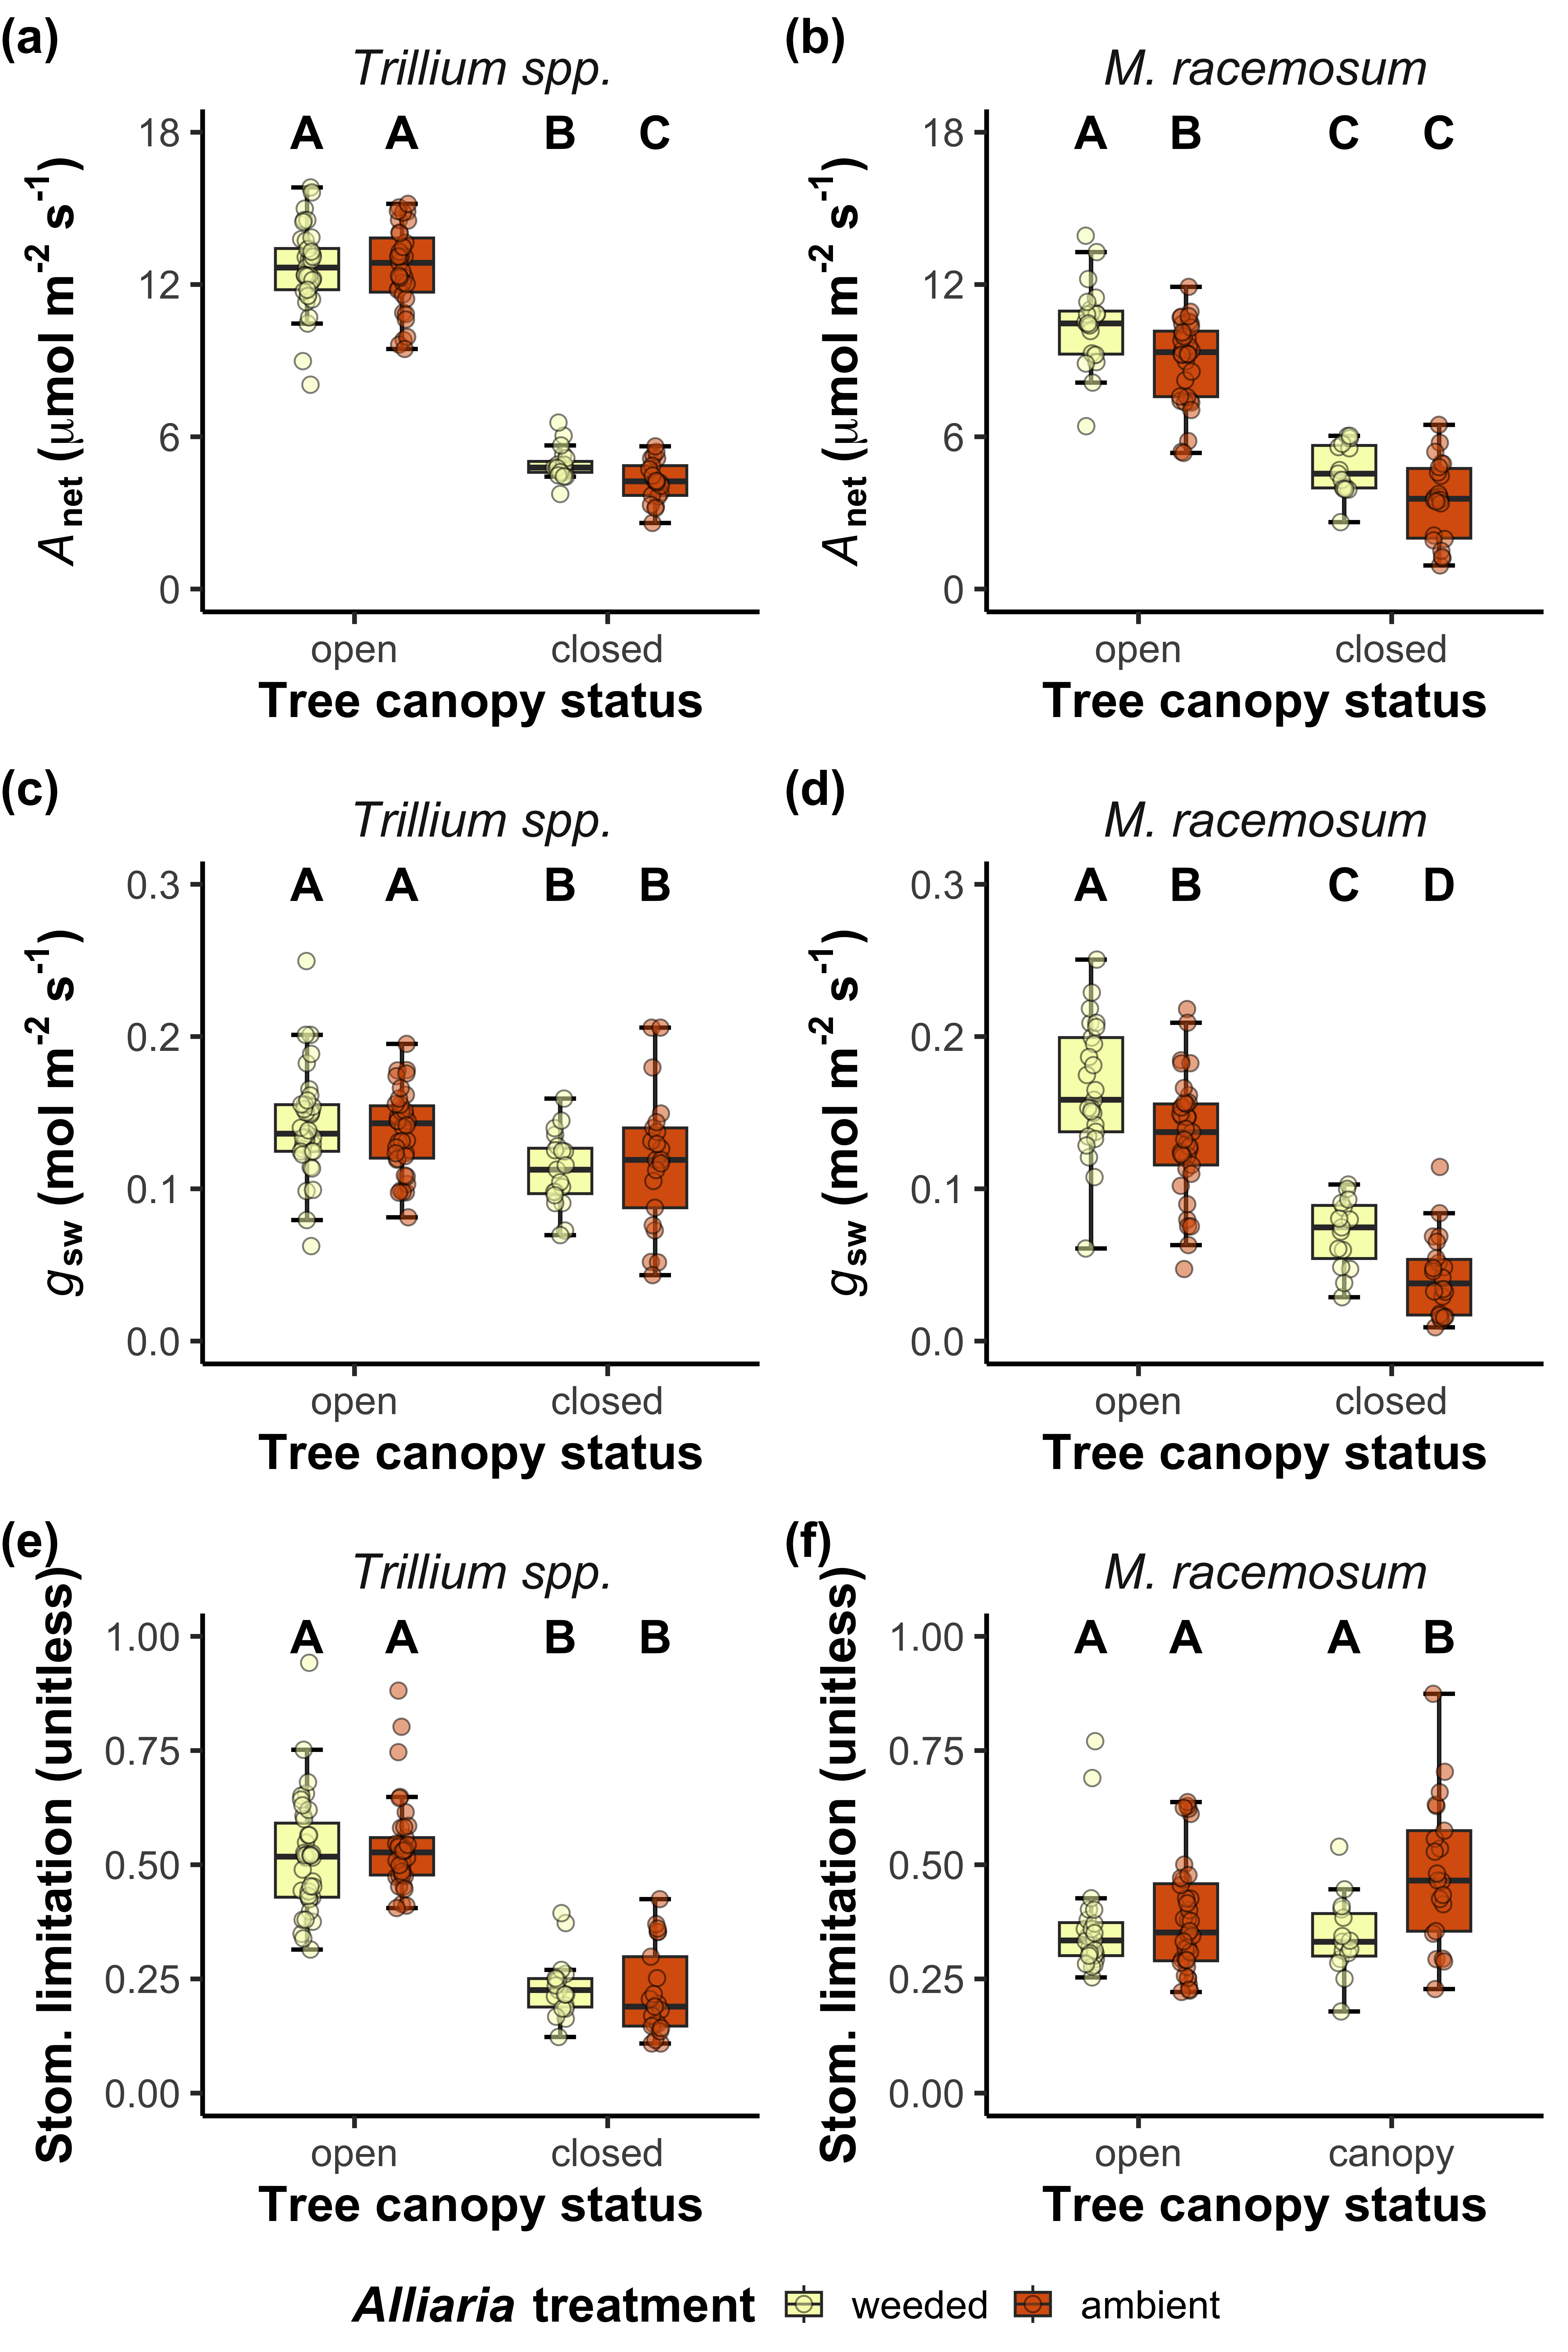 (a)
Trillium spp.
A A B C
18
12
6
0
Anet (μmol m-2 s-1)
open closed
Tree canopy status
(b)
M. racemosum
A B C C
18
12
6
0
Anet (μmol m-2 s-1)
open closed
Tree canopy status
(c)
Trillium spp.
A A B B
0.3
0.2
0.1
0.0
gsw (mol m-2 s-1)
open closed
Tree canopy status
(d)
M. racemosum
A B C D
0.3
0.2
0.1
0.0
gsw (mol m-2 s-1)
open closed
Tree canopy status
(e)
Trillium spp.
A A B B
1.00
0.75
0.50
0.25
0.00
Stom. limitation (unitless)
open closed
Tree canopy status
(f)
M. racemosum
A A A B
1.00
0.75
0.50
0.25
0.00
Stom. limitation (unitless)
open canopy
Tree canopy status
Alliaria treatment weeded ambient